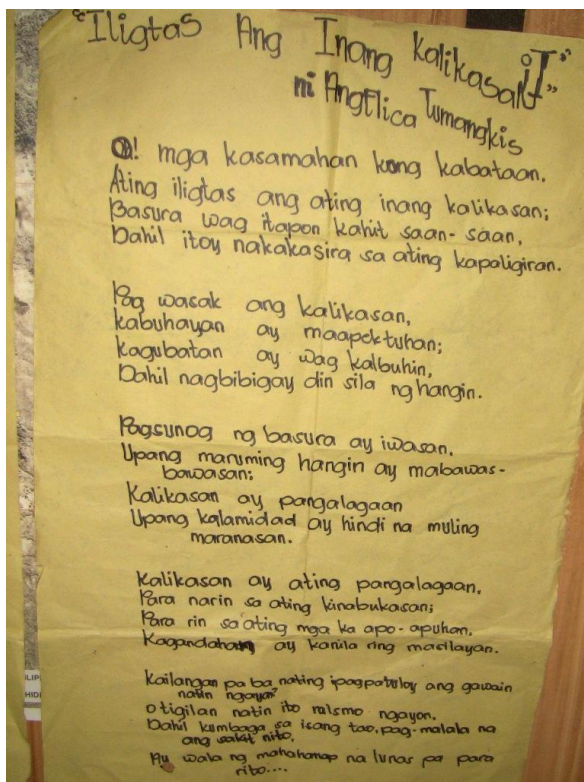 "Iligtas Ang Inang kalikasan!"
ni Angelica Tumangkis
Oh! mga kasamahan kong kabataan.
Ating iligtas ang ating inang kalikasan;
Basura wag itapon kahit saan-saan,
Dahil itoy nakakasira sa ating kapaligiran.
Pag wasak ang kalikasan,
kabuhayan ay maapektuhan;
kagubatan ay wag kalbuhin,
Dahil nagbibigay din sila ng hangin.
Pagsunog ng basura ay iwasan.
Upang maruming hangin ay mabawas-
bawasan;
Kalikasan ay pangalagaan
Upang kalamidad ay hindi na muling
maranasan.
Kalikasan ay ating pangalagaan,
Para narin sa ating kinabukasan;
Para rin sa ating mga ka apo-apuhan,
Kagandahan ay kanila ring masilayan.
Kailangan pa ba nating ipagpatuloy ang gawain
natin ngayon?
o tigilan natin ito mismo ngayon.
Dahil kumbaga sa isang tao, pag-malala na
ang sakit nito,
Ay wala ng mahahanap na lunas pa para
rito....